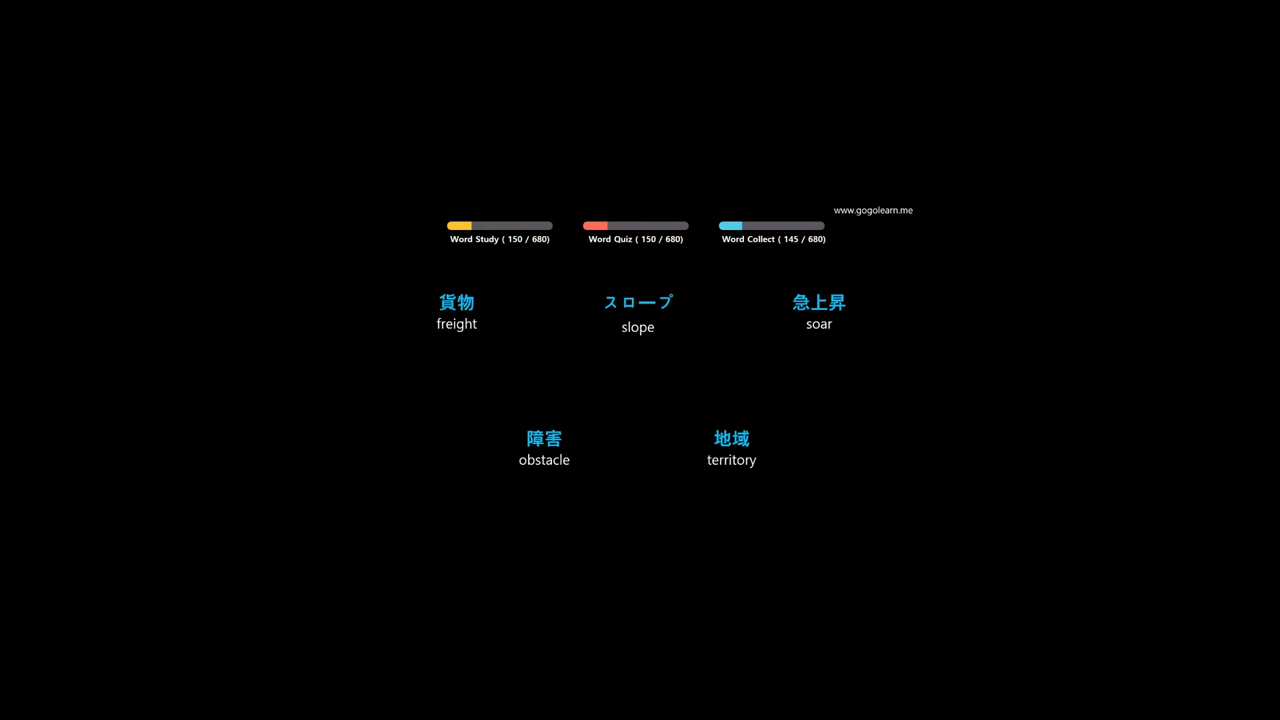 www.gogolearn.me
Word Study ( 150 / 680)
Word Quiz ( 150 / 680)
Word Collect ( 145 / 680)
貨物
freight
スロープ
slope
急上昇
soar
障害
obstacle
地域
territory